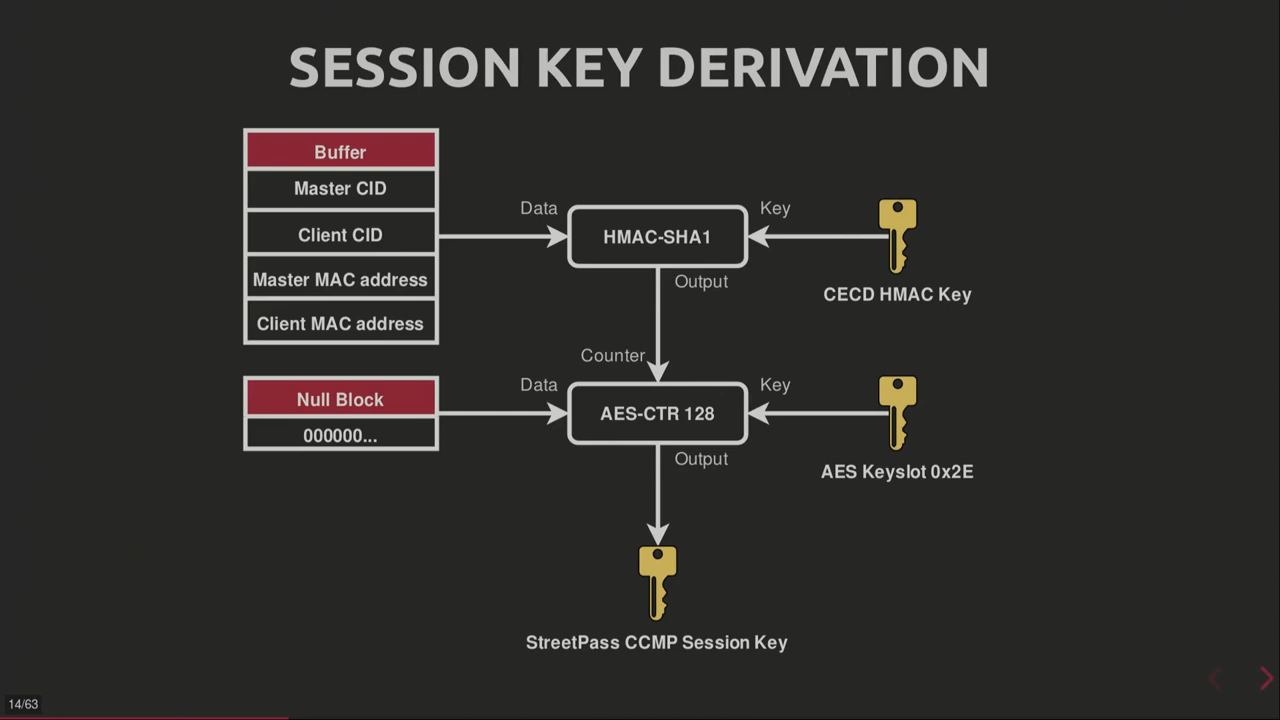 SESSION KEY DERIVATION
Buffer
Master CID
Client CID
Master MAC address
Client MAC address
Data
HMAC-SHA1
Key
CECD HMAC Key
Output
Counter
Null Block
000000...
Data
AES-CTR 128
Key
AES Keyslot 0x2E
Output
StreetPass CCMP Session Key
14/63